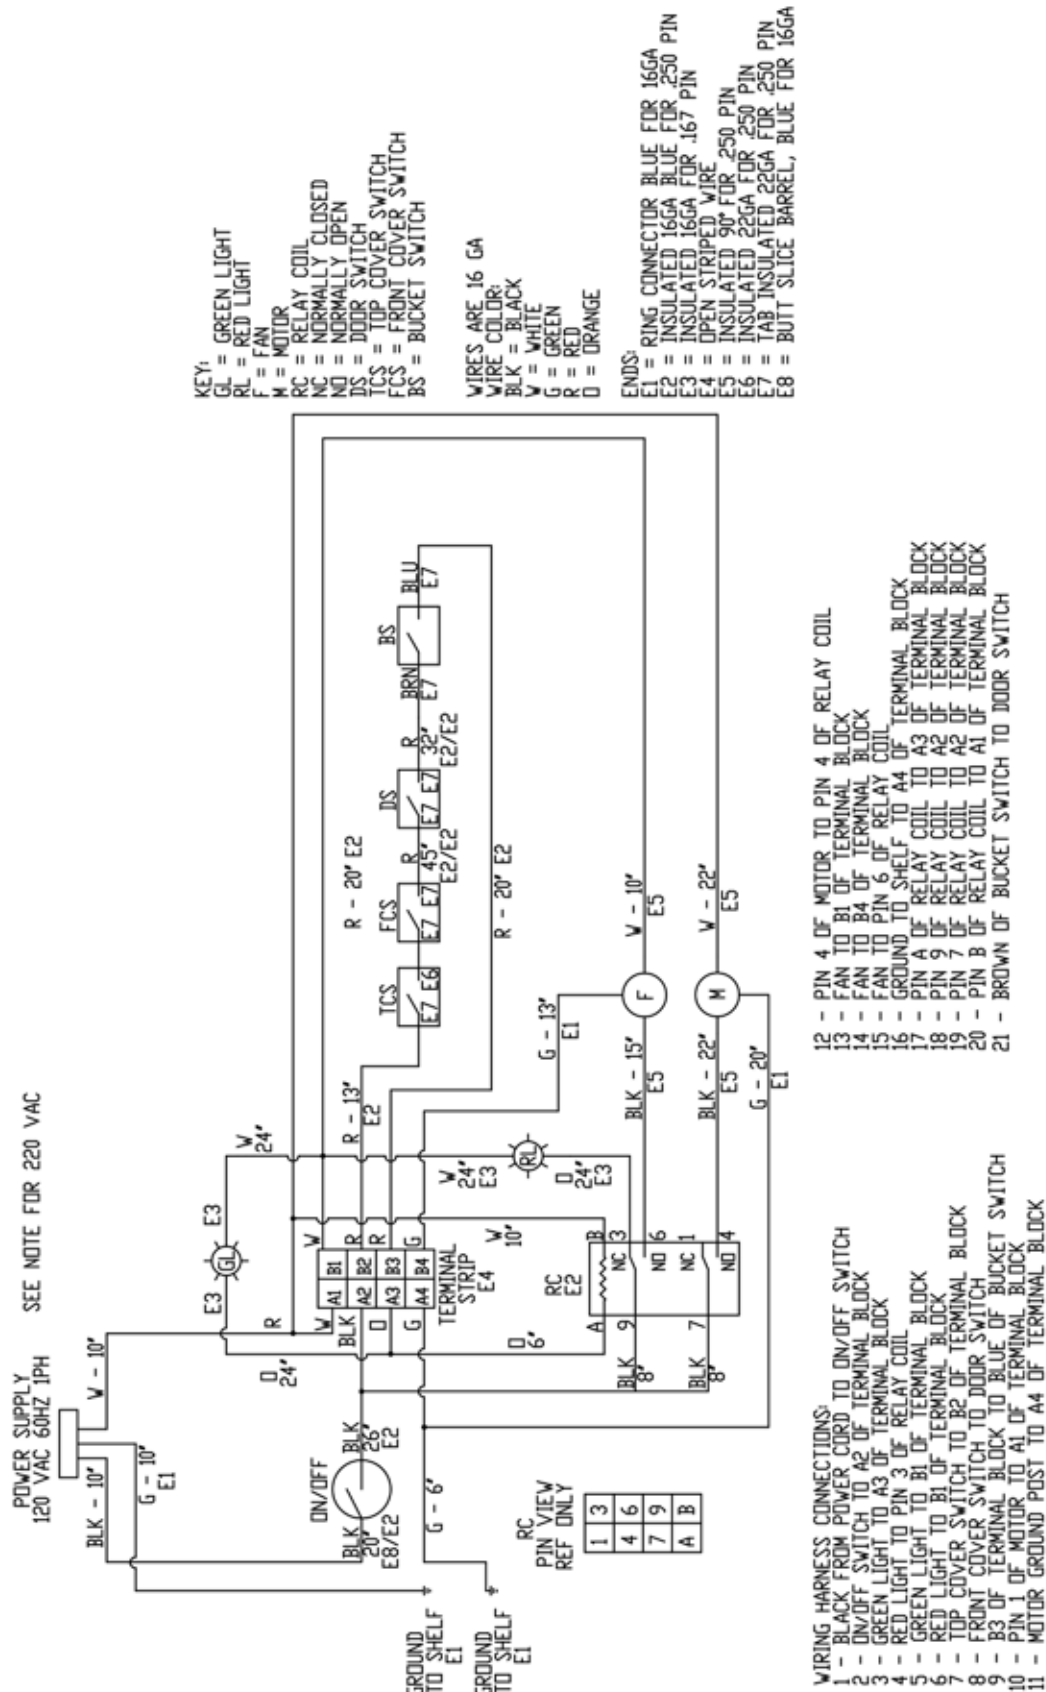 POWER SUPPLY
120 VAC 60HZ 1PH
SEE NOTE FOR 220 VAC
BLK - 10"
W - 10"
G - 10"
E1
ON/OFF
BLK
20"
E8/E2
BLK
26"
E2
G - 6"
GROUND
TO SHELF
E1
GROUND
TO SHELF
E1
R
O
24"
E3
GL
E3
W
24"
W
BLK
O
G
A1 B1
A2 B2
A3 B3
A4 B4
W
R
R
G
TERMINAL
STRIP
E4
R - 13"
E2
R - 20" E2
TCS
E7 E6
FCS
E7 E7
R
45"
E2/E2
DS
E7 E7
R
32"
E2/E2
BRN
E7
BS
BLU
E7
R - 20" E2
W
24"
E3
RL
O
24"
E3
W
10"
O
6"
RC
E2
A
B
9
NC 3
NO 6
7
NC 1
NO 4
BLK
8"
BLK
8"
G - 13"
E1
BLK - 15"
E5
F
W - 10"
E5
BLK - 22"
E5
M
W - 22"
E5
G - 20"
E1
RC
PIN VIEW
REF ONLY
1 3
4 6
7 9
A B
KEY:
GL = GREEN LIGHT
RL = RED LIGHT
F = FAN
M = MOTOR
RC = RELAY COIL
NC = NORMALLY CLOSED
NO = NORMALLY OPEN
DS = DOOR SWITCH
TCS = TOP COVER SWITCH
FCS = FRONT COVER SWITCH
BS = BUCKET SWITCH
WIRES ARE 16 GA
WIRE COLOR:
BLK = BLACK
W = WHITE
G = GREEN
R = RED
O = ORANGE
ENDS:
E1 = RING CONNECTOR BLUE FOR 16GA
E2 = INSULATED 16GA BLUE FOR .250 PIN
E3 = INSULATED 16GA FOR .167 PIN
E4 = OPEN STRIPED WIRE
E5 = INSULATED 90° FOR .250 PIN
E6 = INSULATED 22GA FOR .250 PIN
E7 = TAB INSULATED 22GA FOR .250 PIN
E8 = BUTT SLICE BARREL, BLUE FOR 16GA
WIRING HARNESS CONNECTIONS:
1 - BLACK FROM POWER CORD TO ON/OFF SWITCH
2 - ON/OFF SWITCH TO A2 OF TERMINAL BLOCK
3 - GREEN LIGHT TO A3 OF TERMINAL BLOCK
4 - RED LIGHT TO PIN 3 OF RELAY COIL
5 - GREEN LIGHT TO B1 OF TERMINAL BLOCK
6 - RED LIGHT TO B1 OF TERMINAL BLOCK
7 - TOP COVER SWITCH TO B2 OF TERMINAL BLOCK
8 - FRONT COVER SWITCH TO DOOR SWITCH
9 - B3 OF TERMINAL BLOCK TO BLUE OF BUCKET SWITCH
10 - PIN 1 OF MOTOR TO A1 OF TERMINAL BLOCK
11 - MOTOR GROUND POST TO A4 OF TERMINAL BLOCK
12 - PIN 4 OF MOTOR TO PIN 4 OF RELAY COIL
13 - FAN TO B1 OF TERMINAL BLOCK
14 - FAN TO B4 OF TERMINAL BLOCK
15 - FAN TO PIN 6 OF RELAY COIL
16 - GROUND TO SHELF TO A4 OF TERMINAL BLOCK
17 - PIN A OF RELAY COIL TO A3 OF TERMINAL BLOCK
18 - PIN 9 OF RELAY COIL TO A2 OF TERMINAL BLOCK
19 - PIN 7 OF RELAY COIL TO A2 OF TERMINAL BLOCK
20 - PIN B OF RELAY COIL TO A1 OF TERMINAL BLOCK
21 - BROWN OF BUCKET SWITCH TO DOOR SWITCH